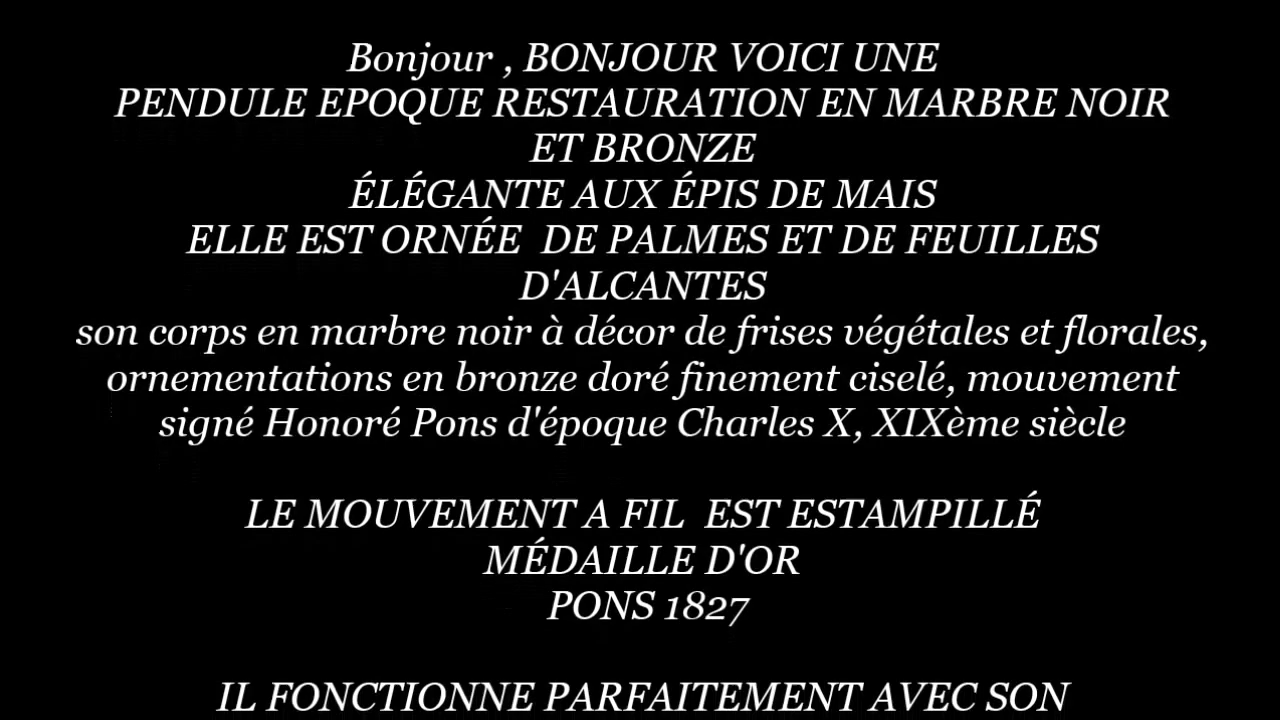 Bonjour , BONJOUR VOICI UNE
PENDULE EPOQUE RESTAURATION EN MARBRE NOIR
ET BRONZE
ÉLÉGANTE AUX ÉPIS DE MAIS
ELLE EST ORNÉE  DE PALMES ET DE FEUILLES
D'ALCANTES
son corps en marbre noir à décor de frises végétales et florales,
ornementations en bronze doré finement ciselé, mouvement
signé Honoré Pons d'époque Charles X, XIXème siècle
LE MOUVEMENT A FIL  EST ESTAMPILLÉ
MÉDAILLE D'OR
PONS 1827
IL FONCTIONNE PARFAITEMENT AVEC SON